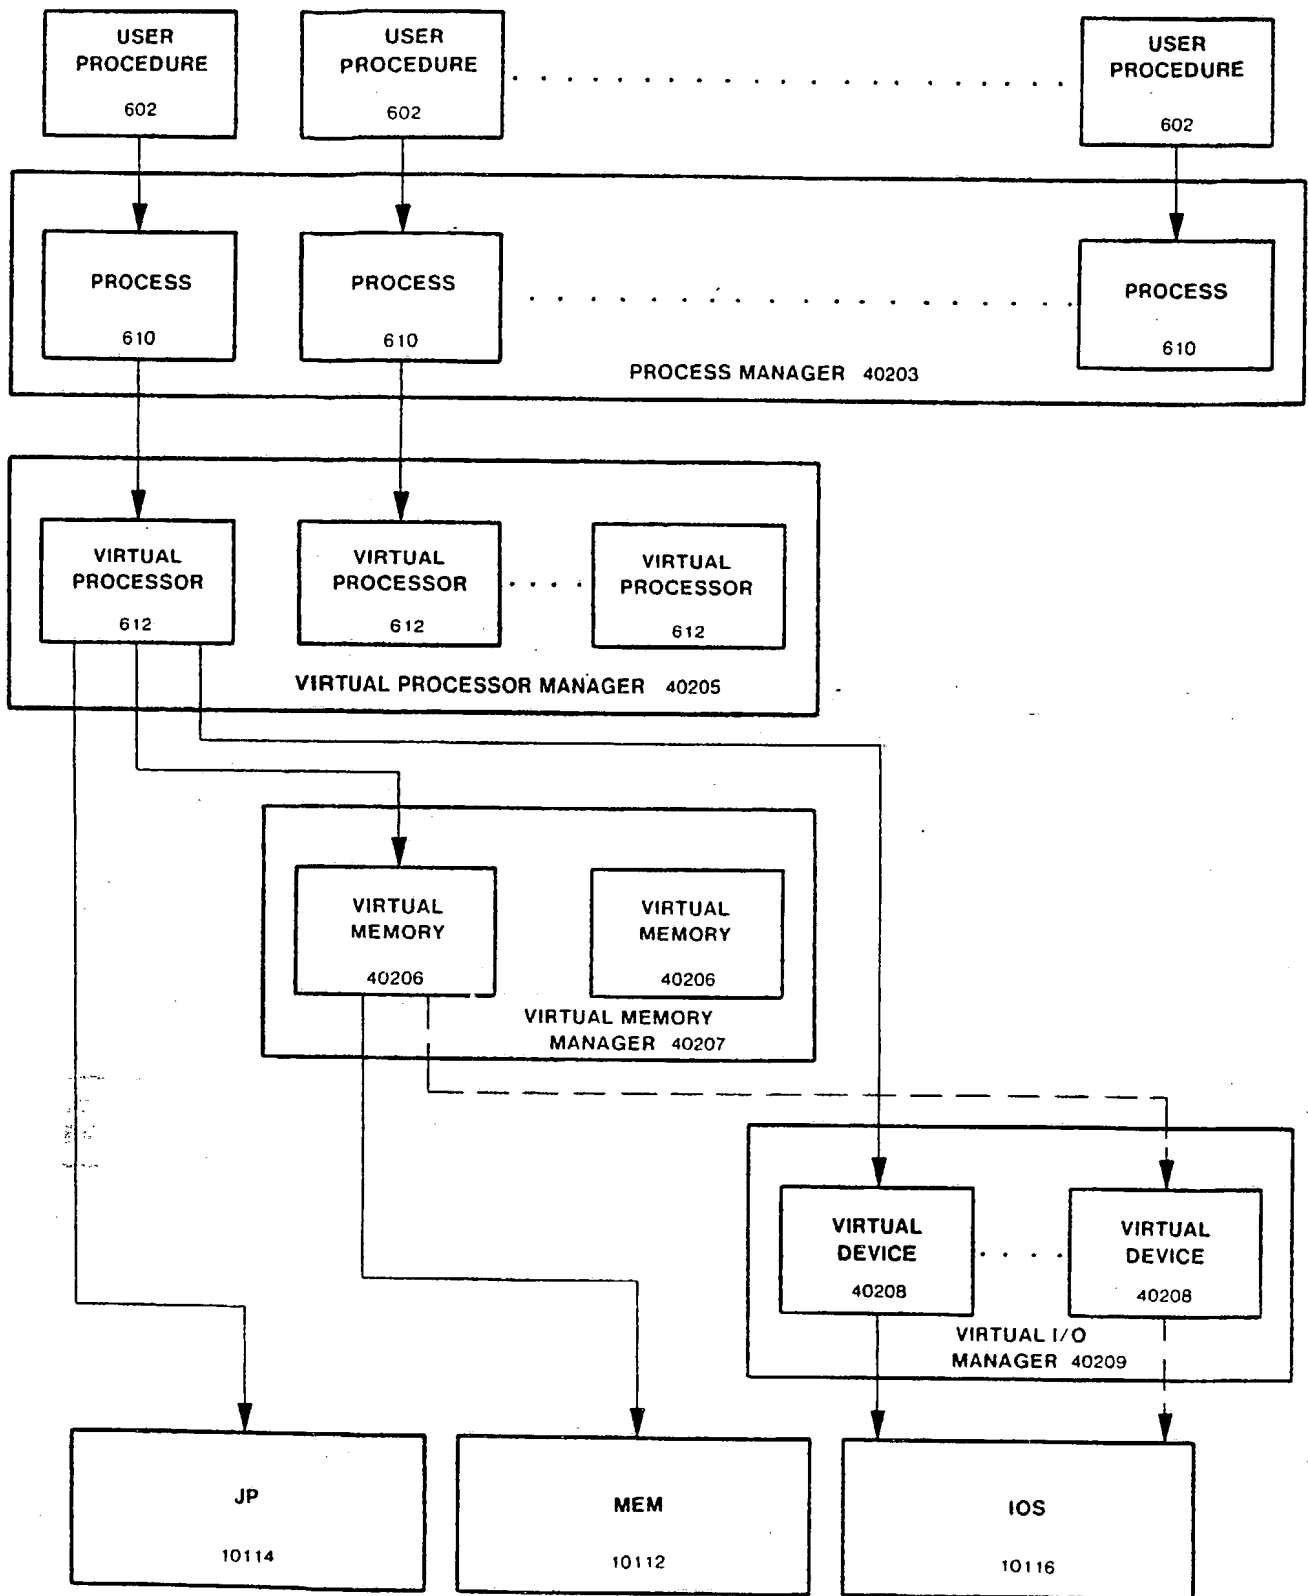 USER
PROCEDURE
602
USER
PROCEDURE
602
USER
PROCEDURE
602
PROCESS
610
PROCESS
610
PROCESS
610
PROCESS MANAGER 40203
VIRTUAL
PROCESSOR
612
VIRTUAL
PROCESSOR
612
VIRTUAL
PROCESSOR
612
VIRTUAL PROCESSOR MANAGER 40205
VIRTUAL
MEMORY
40206
VIRTUAL
MEMORY
40206
VIRTUAL MEMORY
MANAGER 40207
VIRTUAL
DEVICE
40208
VIRTUAL
DEVICE
40208
VIRTUAL I/O
MANAGER 40209
JP
10114
MEM
10112
IOS
10116